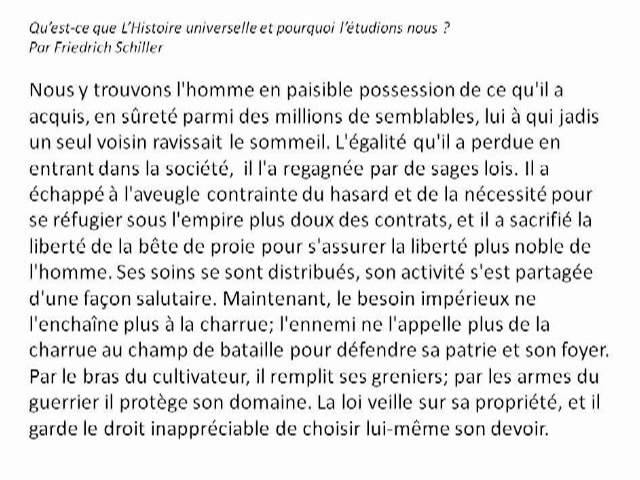 Qu'est-ce que L'Histoire universelle et pourquoi l'étudions nous ?
Par Friedrich Schiller
Nous y trouvons l'homme en paisible possession de ce qu'il a
acquis, en sûreté parmi des millions de semblables, lui à qui jadis
un seul voisin ravissait le sommeil. L'égalité qu'il a perdue en
entrant dans la société, il l'a regagnée par de sages lois. Il a
échappé à l'aveugle contrainte du hasard et de la nécessité pour
se réfugier sous l'empire plus doux des contrats, et il a sacrifié la
liberté de la bête de proie pour s'assurer la liberté plus noble de
l'homme. Ses soins se sont distribués, son activité s'est partagée
d'une façon salutaire. Maintenant, le besoin impérieux ne
l'enchaîne plus à la charrue; l'ennemi ne l'appelle plus de la
charrue au champ de bataille pour défendre sa patrie et son foyer.
Par le bras du cultivateur, il remplit ses greniers; par les armes du
guerrier il protège son domaine. La loi veille sur sa propriété, et il
garde le droit inappréciable de choisir lui-même son devoir.